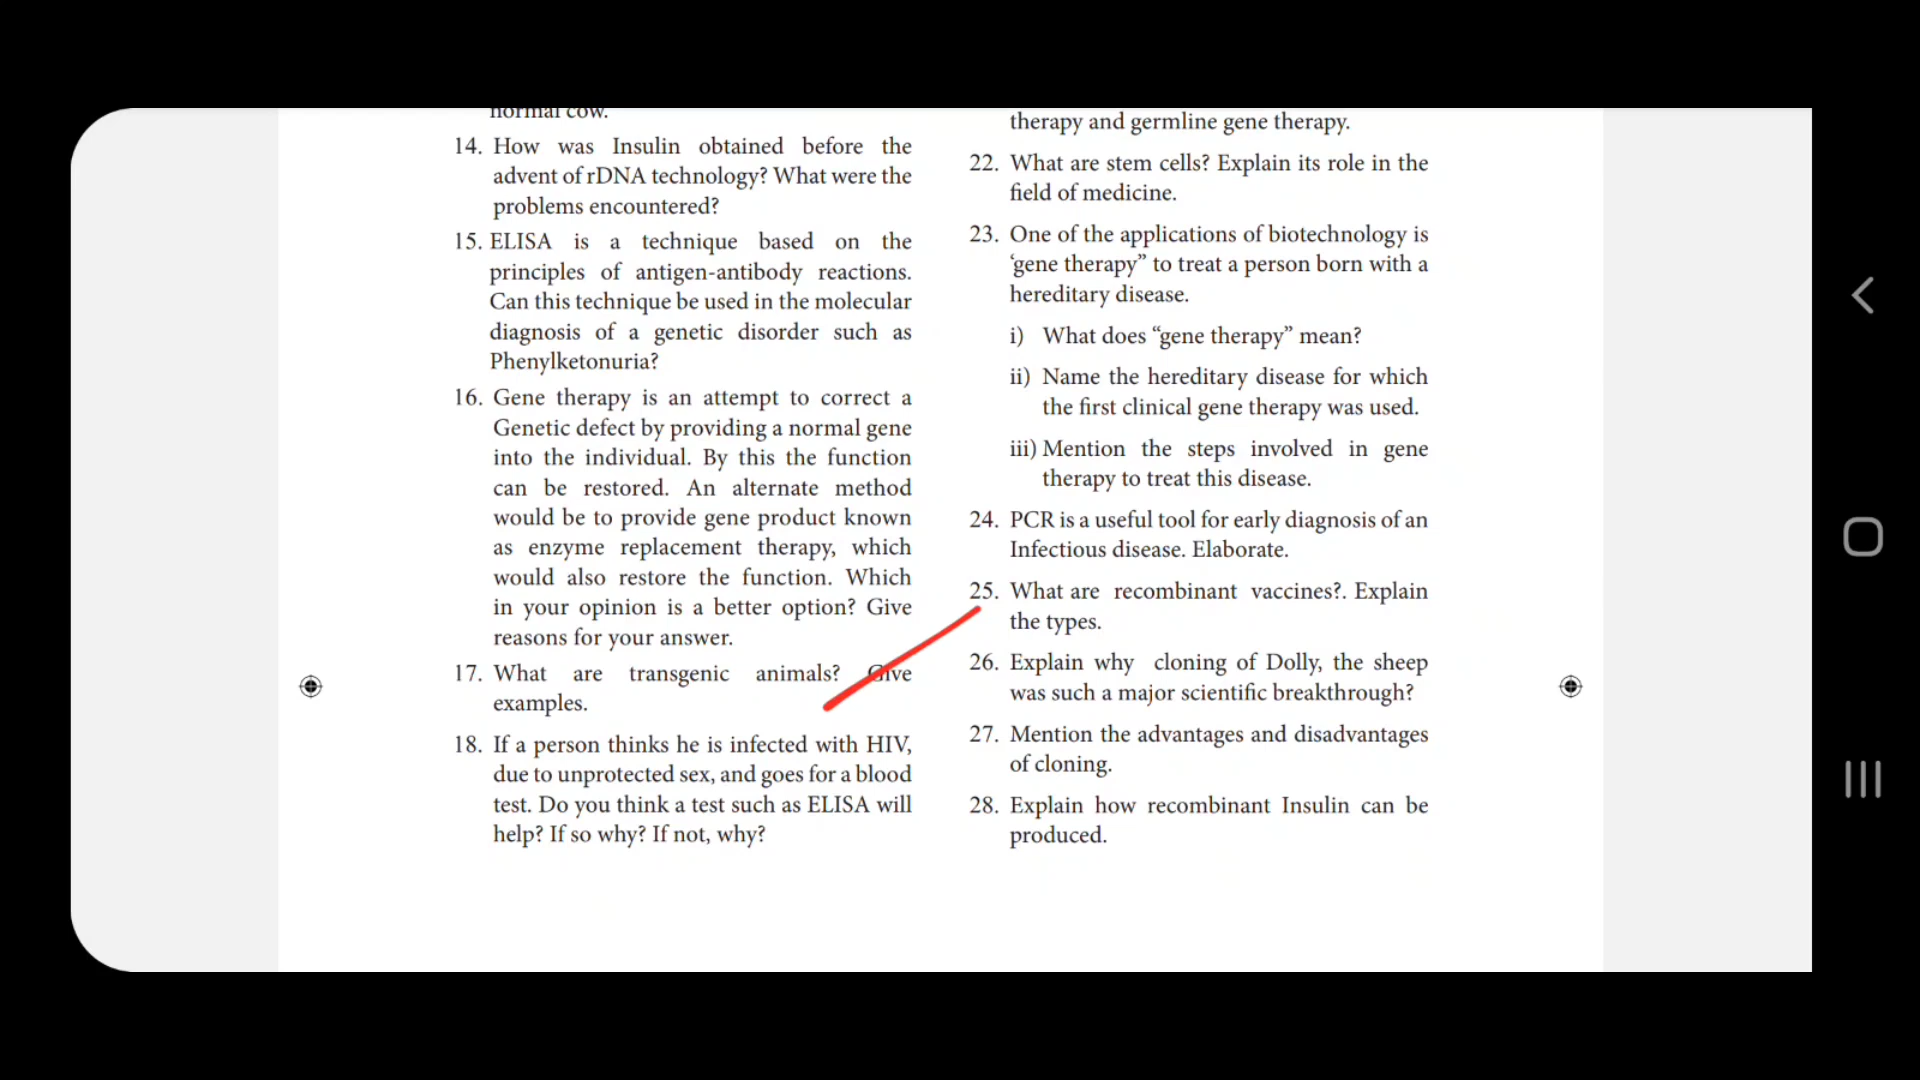 normal cow.
14. How was Insulin obtained before the
advent of rDNA technology? What were the
problems encountered?
15. ELISA is a technique based on the
principles of antigen-antibody reactions.
Can this technique be used in the molecular
diagnosis of a genetic disorder such as
Phenylketonuria?
16. Gene therapy is an attempt to correct a
Genetic defect by providing a normal gene
into the individual. By this the function
can be restored. An alternate method
would be to provide gene product known
as enzyme replacement therapy, which
would also restore the function. Which
in your opinion is a better option? Give
reasons for your answer.
17. What are transgenic animals? Give
examples.
18. If a person thinks he is infected with HIV,
due to unprotected sex, and goes for a blood
test. Do you think a test such as ELISA will
help? If so why? If not, why?
therapy and germline gene therapy.
22. What are stem cells? Explain its role in the
field of medicine.
23. One of the applications of biotechnology is
‘gene therapy” to treat a person born with a
hereditary disease.
i) What does “gene therapy” mean?
ii) Name the hereditary disease for which
the first clinical gene therapy was used.
iii) Mention the steps involved in gene
therapy to treat this disease.
24. PCR is a useful tool for early diagnosis of an
Infectious disease. Elaborate.
25. What are recombinant vaccines?. Explain
the types.
26. Explain why cloning of Dolly, the sheep
was such a major scientific breakthrough?
27. Mention the advantages and disadvantages
of cloning.
28. Explain how recombinant Insulin can be
produced.